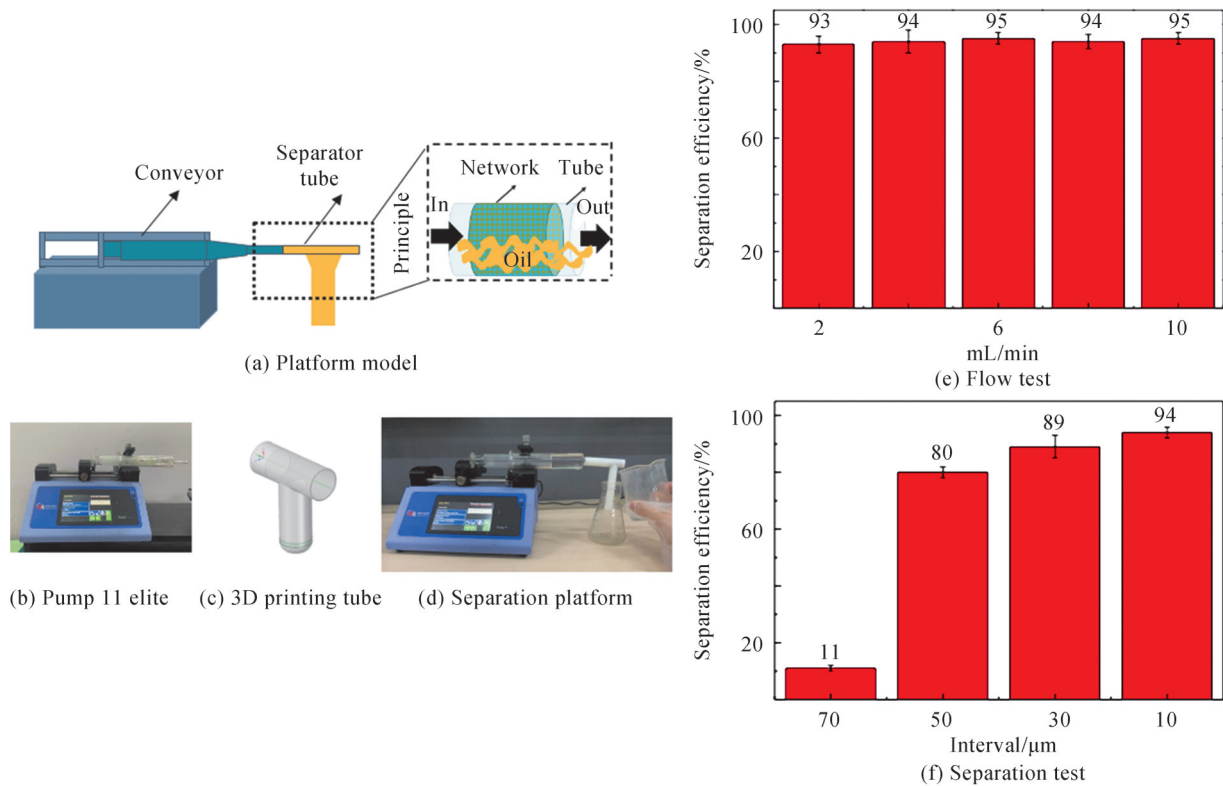 Conveyor
Separator
tube
Principle
Network
Tube
In
Out
Oil
(a) Platform model
(b) Pump 11 elite
(c) 3D printing tube
(d) Separation platform
Separation efficiency/%
100
60
20
93
94
95
94
95
2
6
10
mL/min
(e) Flow test
Separation efficiency/%
100
60
20
11
80
89
94
70
50
30
10
Interval/μm
(f) Separation test